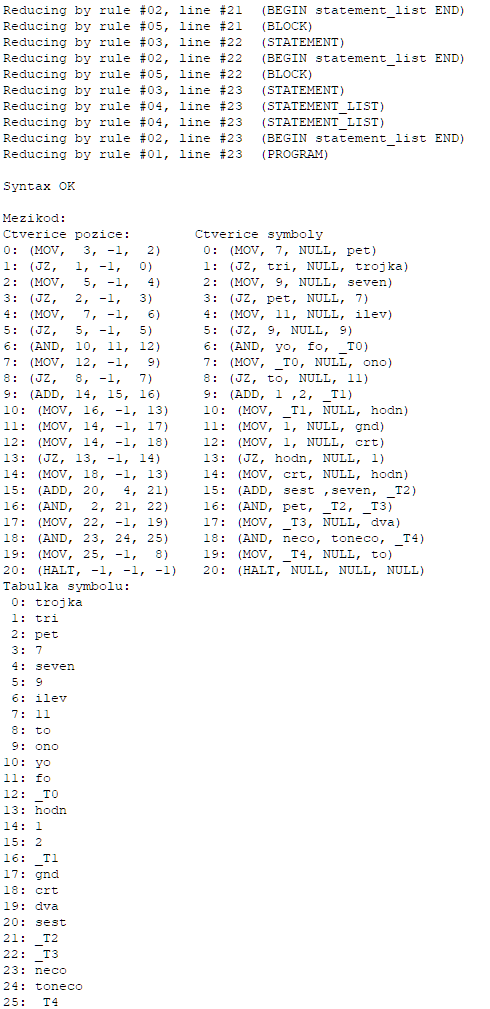 Reducing by rule #02, line #21  (BEGIN statement_list END)
Reducing by rule #05, line #21  (BLOCK)
Reducing by rule #03, line #22  (STATEMENT)
Reducing by rule #02, line #22  (BEGIN statement_list END)
Reducing by rule #05, line #22  (BLOCK)
Reducing by rule #03, line #23  (STATEMENT)
Reducing by rule #04, line #23  (STATEMENT_LIST)
Reducing by rule #04, line #23  (STATEMENT_LIST)
Reducing by rule #02, line #23  (BEGIN statement_list END)
Reducing by rule #01, line #23  (PROGRAM)
Syntax OK
Mezikod:
Ctverice pozice:        Ctverice symboly
0: (MOV,  3, -1,  2)     0: (MOV, 7, NULL, pet)
1: (JZ,  1, -1,  0)      1: (JZ, tri, NULL, trojka)
2: (MOV,  5, -1,  4)     2: (MOV, 9, NULL, seven)
3: (JZ,  2, -1,  3)      3: (JZ, pet, NULL, 7)
4: (MOV,  7, -1,  6)     4: (MOV, 11, NULL, ilev)
5: (JZ,  5, -1,  5)      5: (JZ, 9, NULL, 9)
6: (AND, 10, 11, 12)     6: (AND, yo, fo, _T0)
7: (MOV, 12, -1,  9)     7: (MOV, _T0, NULL, ono)
8: (JZ,  8, -1,  7)      8: (JZ, to, NULL, 11)
9: (ADD, 14, 15, 16)     9: (ADD, 1 ,2, _T1)
10: (MOV, 16, -1, 13)    10: (MOV, _T1, NULL, hodn)
11: (MOV, 14, -1, 17)    11: (MOV, 1, NULL, gnd)
12: (MOV, 14, -1, 18)    12: (MOV, 1, NULL, crt)
13: (JZ, 13, -1, 14)     13: (JZ, hodn, NULL, 1)
14: (MOV, 18, -1, 13)    14: (MOV, crt, NULL, hodn)
15: (ADD, 20,  4, 21)    15: (ADD, sest ,seven, _T2)
16: (AND,  2, 21, 22)    16: (AND, pet, _T2, _T3)
17: (MOV, 22, -1, 19)    17: (MOV, _T3, NULL, dva)
18: (AND, 23, 24, 25)    18: (AND, neco, toneco, _T4)
19: (MOV, 25, -1,  8)    19: (MOV, _T4, NULL, to)
20: (HALT, -1, -1, -1)   20: (HALT, NULL, NULL, NULL)
Tabulka symbolu:
0: trojka
1: tri
2: pet
3: 7
4: seven
5: 9
6: ilev
7: 11
8: to
9: ono
10: yo
11: fo
12: _T0
13: hodn
14: 1
15: 2
16: _T1
17: gnd
18: crt
19: dva
20: sest
21: _T2
22: _T3
23: neco
24: toneco
25: T4